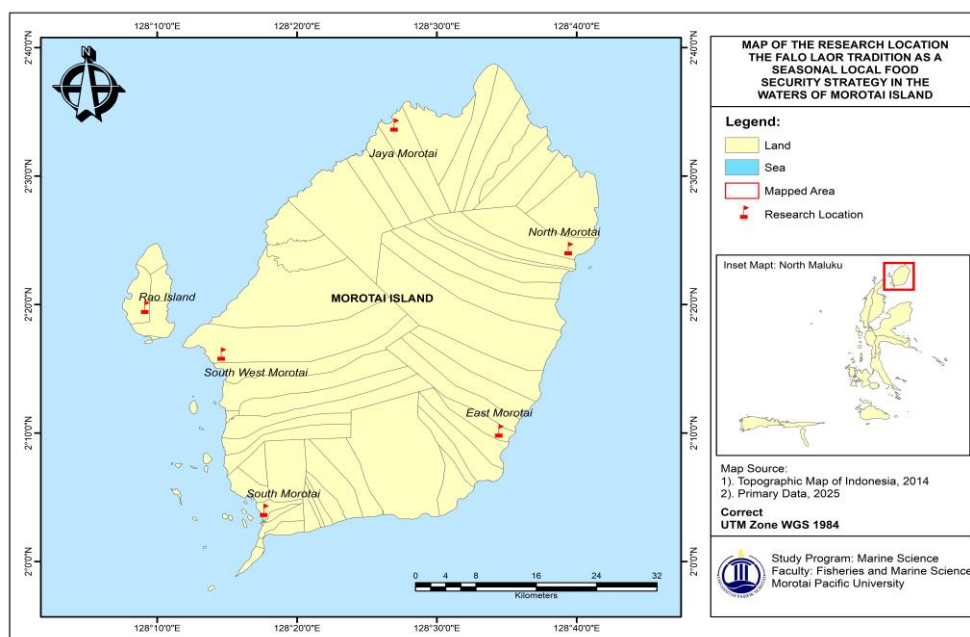 128°10'0"E
128°20'0"E
128°30'0"E
128°40'0"E
2°40'0"N
2°30'0"N
2°20'0"N
2°10'0"N
2°0'0"N
N
Jaya Morotai
North Morotai
Rao Island
MOROTAI ISLAND
South West Morotai
East Morotai
South Morotai
0 2 4 8 16 24 32
Kilometers
2°40'0"N
2°30'0"N
2°20'0"N
2°10'0"N
2°0'0"N
128°10'0"E
128°20'0"E
128°30'0"E
128°40'0"E
MAP OF THE RESEARCH LOCATION
THE FALO LAOR TRADITION AS A
SEASONAL LOCAL FOOD
SECURITY STRATEGY IN THE
WATERS OF MOROTAI ISLAND
Legend:
Land
Sea
Mapped Area
Research Location
Inset Mapt: North Maluku
Map Source:
1). Topographic Map of Indonesia, 2014
2). Primary Data, 2025
Correct
UTM Zone WGS 1984
Study Program: Marine Science
Faculty: Fisheries and Marine Science
Morotai Pacific University